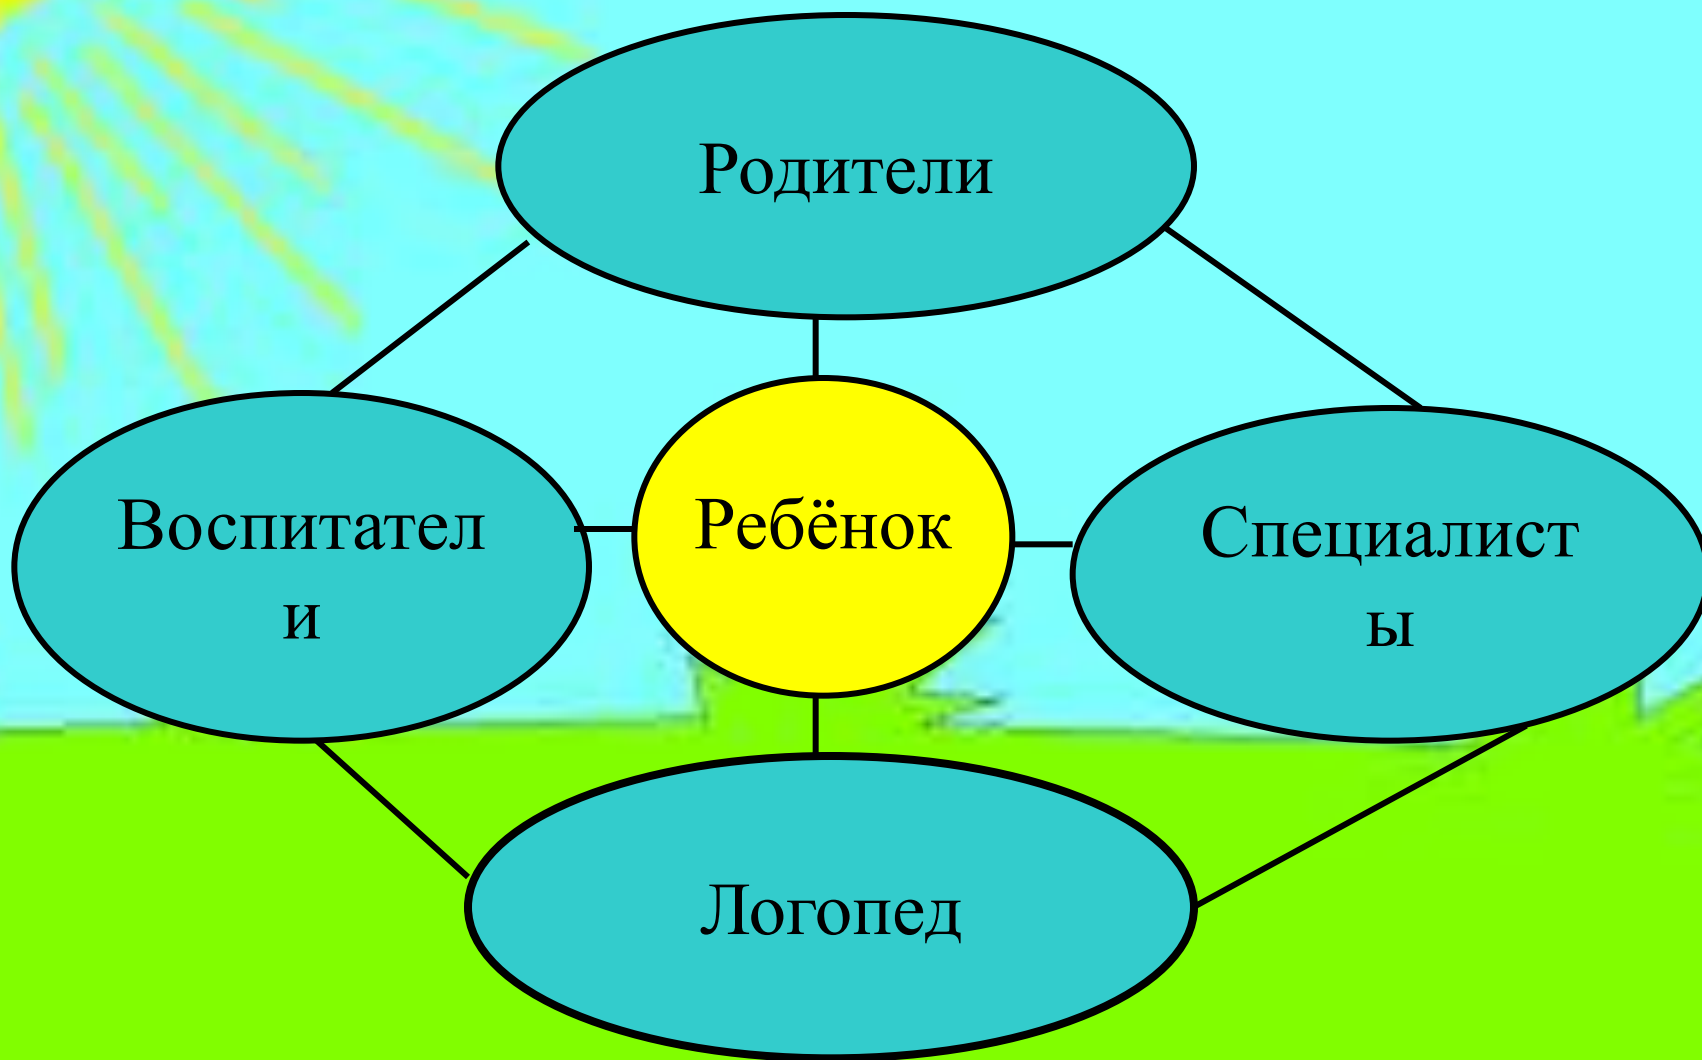 Родители
Воспитател
и
Ребёнок
Специалист
ы
Логопед